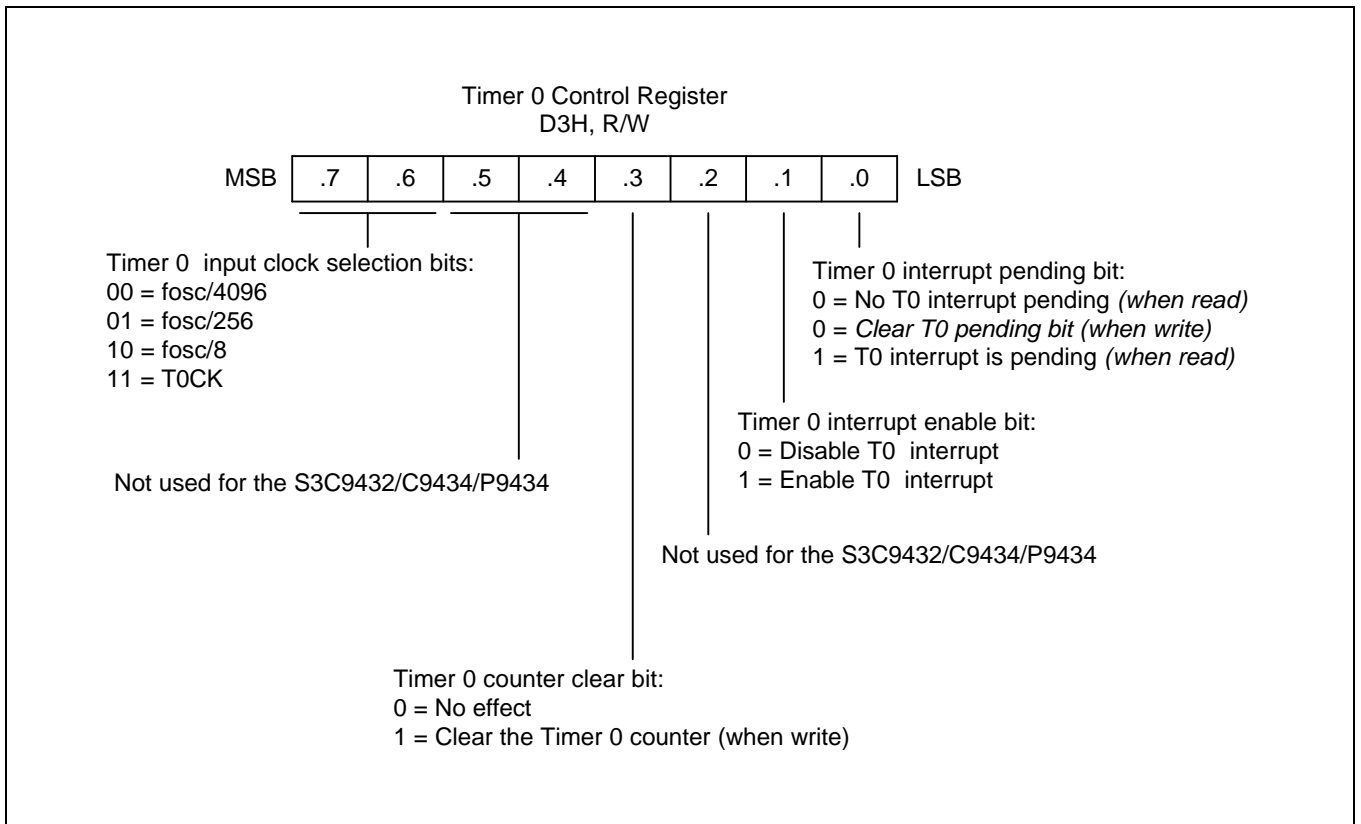 Timer 0 Control Register
D3H, R/W
MSB .7 .6 .5 .4 .3 .2 .1 .0 LSB
Timer 0 input clock selection bits:
00 = fosc/4096
01 = fosc/256
10 = fosc/8
11 = T0CK
Timer 0 interrupt pending bit:
0 = No T0 interrupt pending (when read)
0 = Clear T0 pending bit (when write)
1 = T0 interrupt is pending (when read)
Timer 0 interrupt enable bit:
0 = Disable T0 interrupt
1 = Enable T0 interrupt
Not used for the S3C9432/C9434/P9434
Not used for the S3C9432/C9434/P9434
Timer 0 counter clear bit:
0 = No effect
1 = Clear the Timer 0 counter (when write)